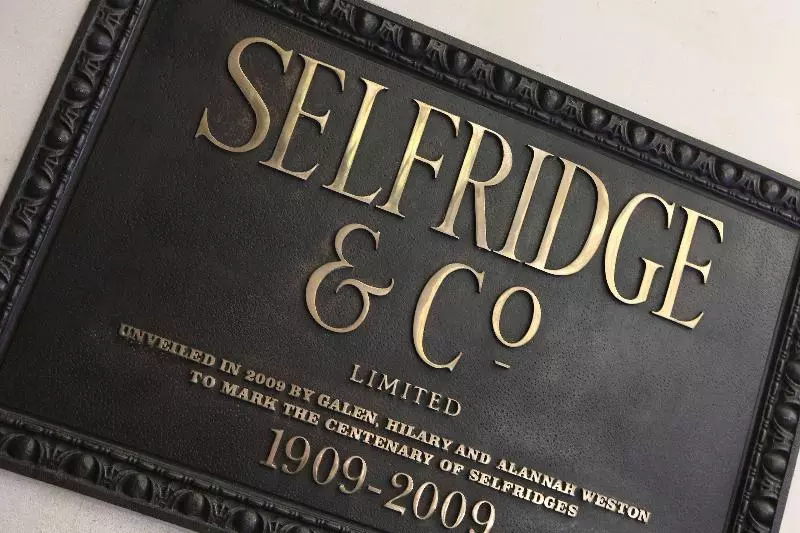 SELFRIDGE
& Co
LIMITED
UNVEILED IN 2009 BY GALEN, HILARY AND ALANNAH WESTON
TO MARK THE CENTENARY OF SELFRIDGES
1909-2009